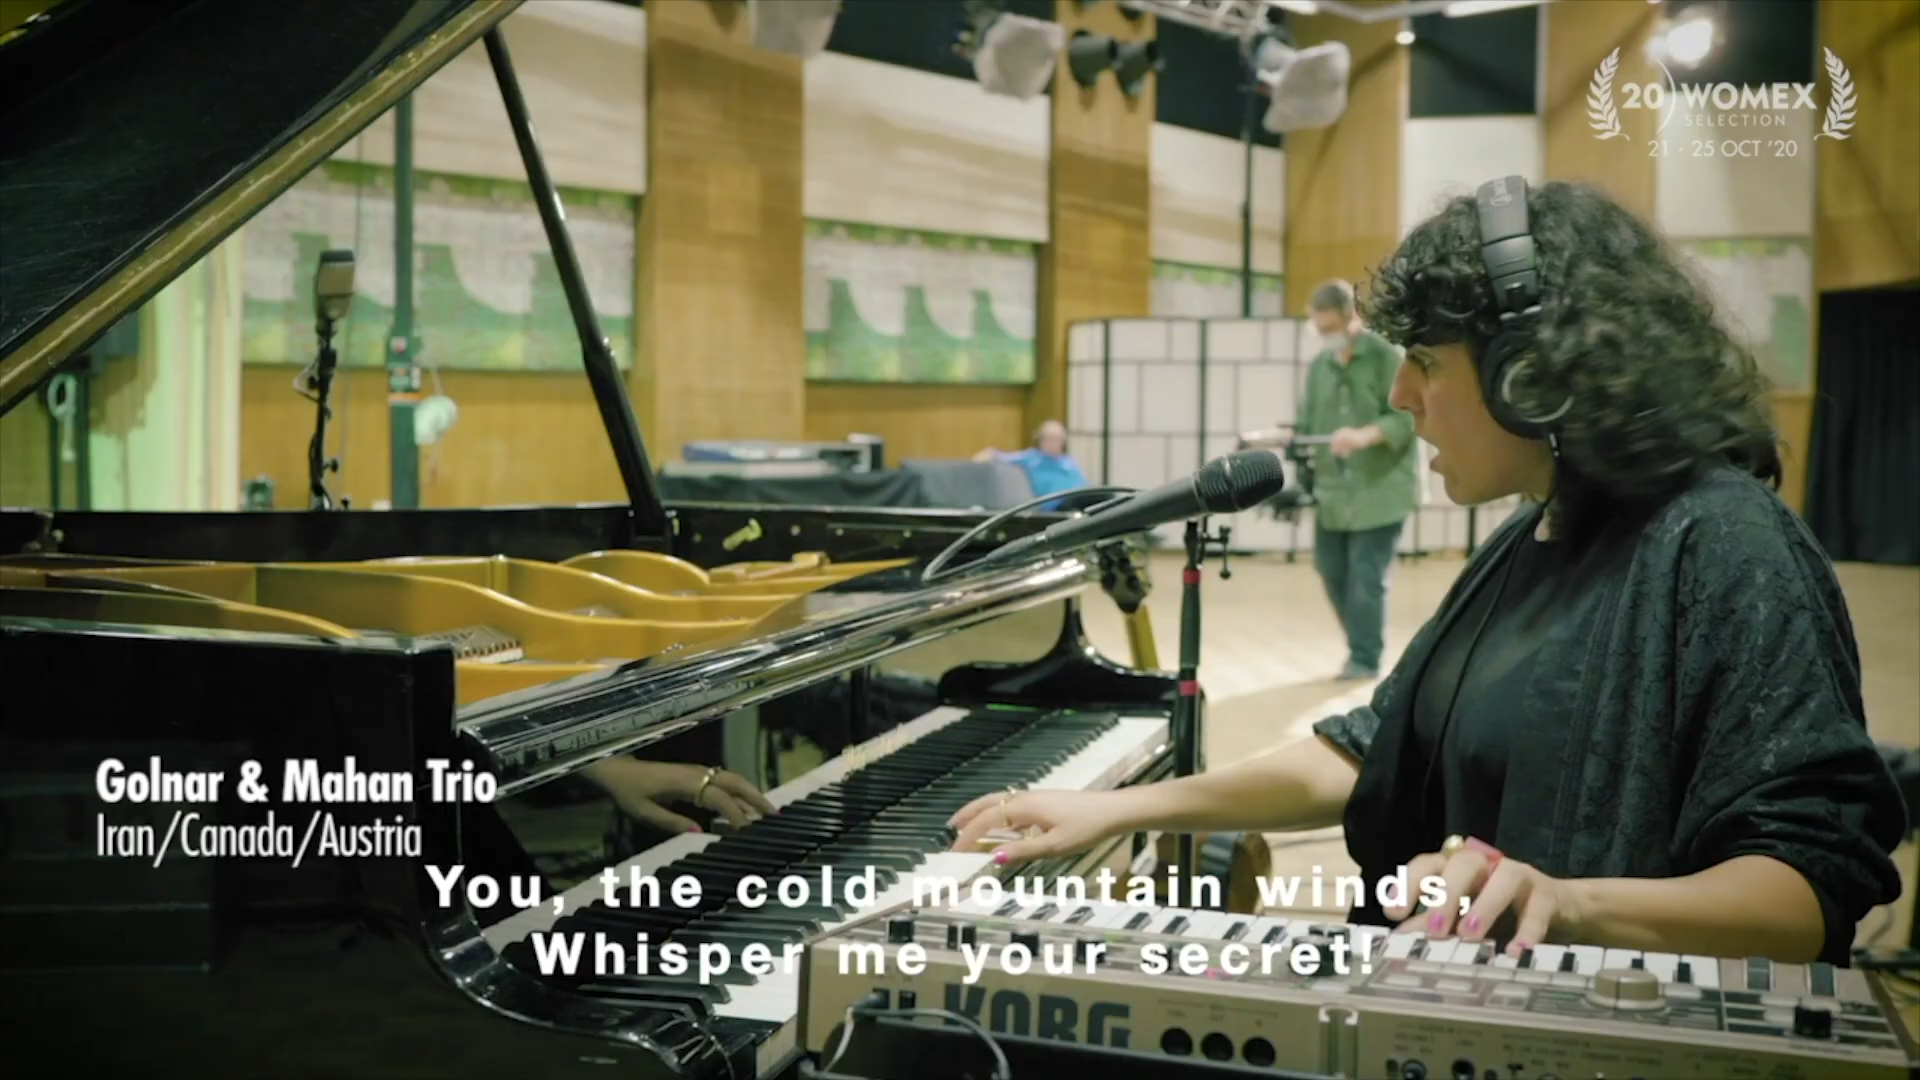 20 WOMEX
SELECTION
21 - 25 OCT '20
Golnar & Mahan Trio
Iran/Canada/Austria
You, the cold mountain winds,
Whisper me your secret!
KORG